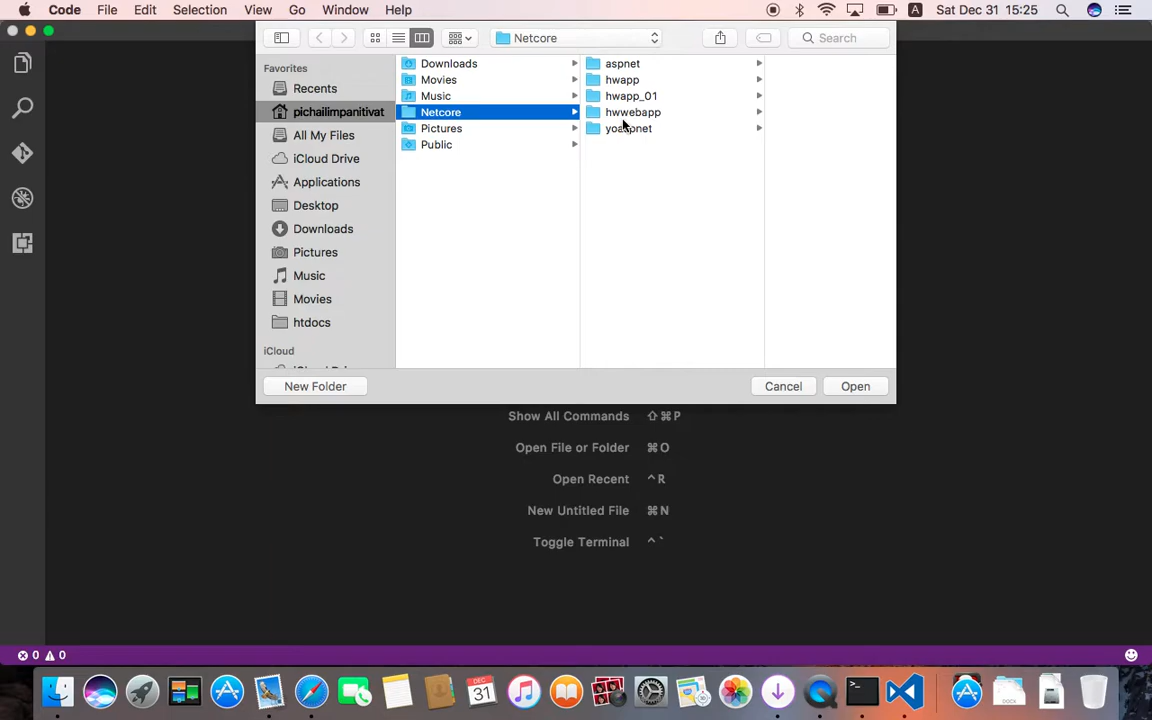 Code File Edit Selection View Go Window Help A Sat Dec 31 15:25
Netcore Search
Favorites
Recents
pichailimpanitivat
All My Files
iCloud Drive
Applications
Desktop
Downloads
Pictures
Music
Movies
htdocs
iCloud
Downloads
Movies
Music
Netcore
Pictures
Public
aspnet
hwapp
hwapp_01
hwwebapp
New Folder Cancel Open
Show All Commands ⇧⌘P
Open File or Folder ⌘O
Open Recent ^R
New Untitled File ⌘N
Toggle Terminal ^`
0 0
DEC
31